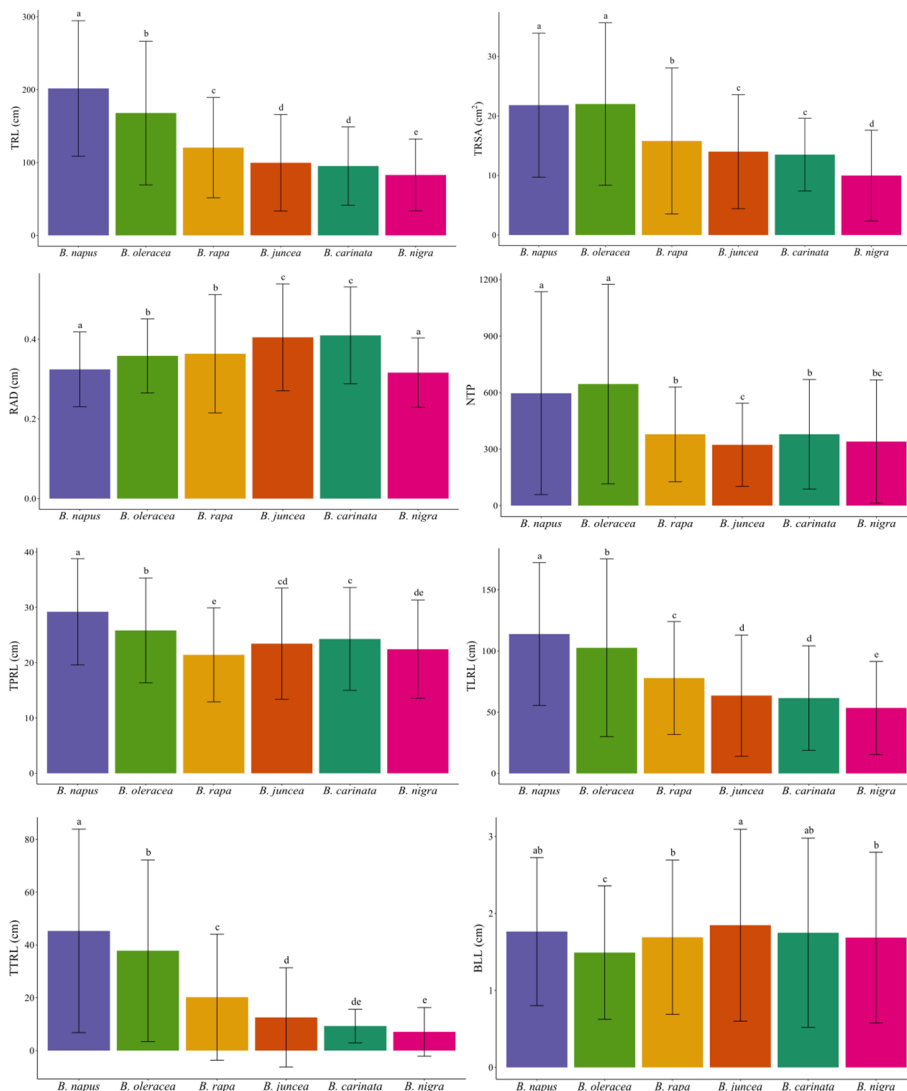 a
b
c
d
d
e
300
200
100
0
TRL (cm)
B. napus B. oleracea B. rapa B. juncea B. carinata B. nigra
a
a
b
c
c
d
30
20
10
0
TRSA (cm²)
B. napus B. oleracea B. rapa B. juncea B. carinata B. nigra
a
b
b
c
c
a
0.4
0.2
0.0
RAD (cm)
B. napus B. oleracea B. rapa B. juncea B. carinata B. nigra
a
a
b
c
b
bc
1200
900
600
300
0
NTP
B. napus B. oleracea B. rapa B. juncea B. carinata B. nigra
a
b
e
cd
c
de
40
30
20
10
0
TPRL (cm)
B. napus B. oleracea B. rapa B. juncea B. carinata B. nigra
a
b
c
d
d
e
150
100
50
0
TLRL (cm)
B. napus B. oleracea B. rapa B. juncea B. carinata B. nigra
a
b
c
d
de
e
80
60
40
20
0
TTRL (cm)
B. napus B. oleracea B. rapa B. juncea B. carinata B. nigra
ab
c
b
a
ab
b
3
2
1
0
BLL (cm)
B. napus B. oleracea B. rapa B. juncea B. carinata B. nigra